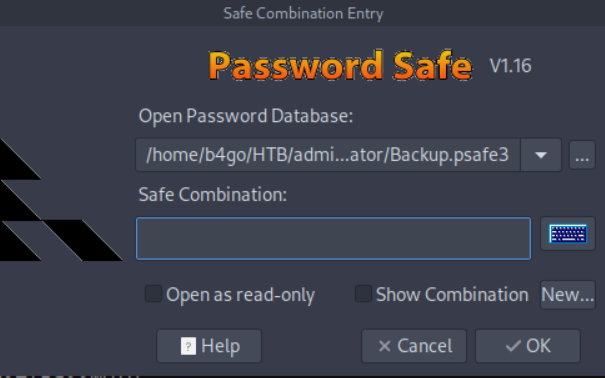 Safe Combination Entry
Password Safe V1.16
Open Password Database:
/home/b4go/HTB/admi...ator/Backup.psafe3
...
Safe Combination:
Open as read-only Show Combination New...
? Help Cancel OK